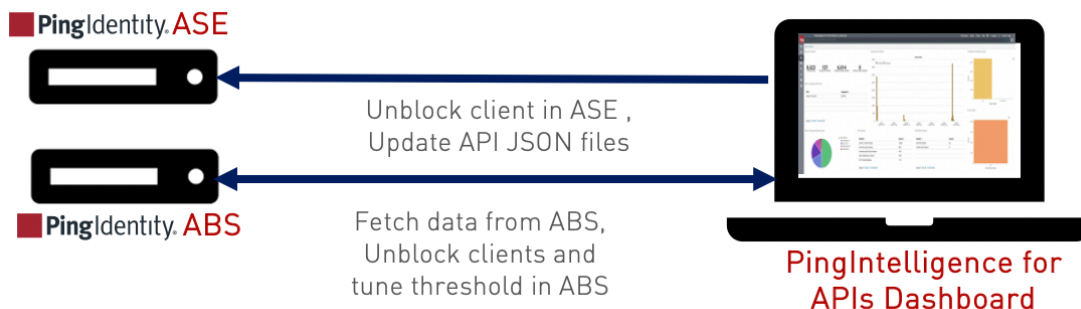 PingIdentity. ASE
Unblock client in ASE ,
Update API JSON files
PingIdentity. ABS
Fetch data from ABS,
Unblock clients and
tune threshold in ABS
PingIntelligence for
APIs Dashboard